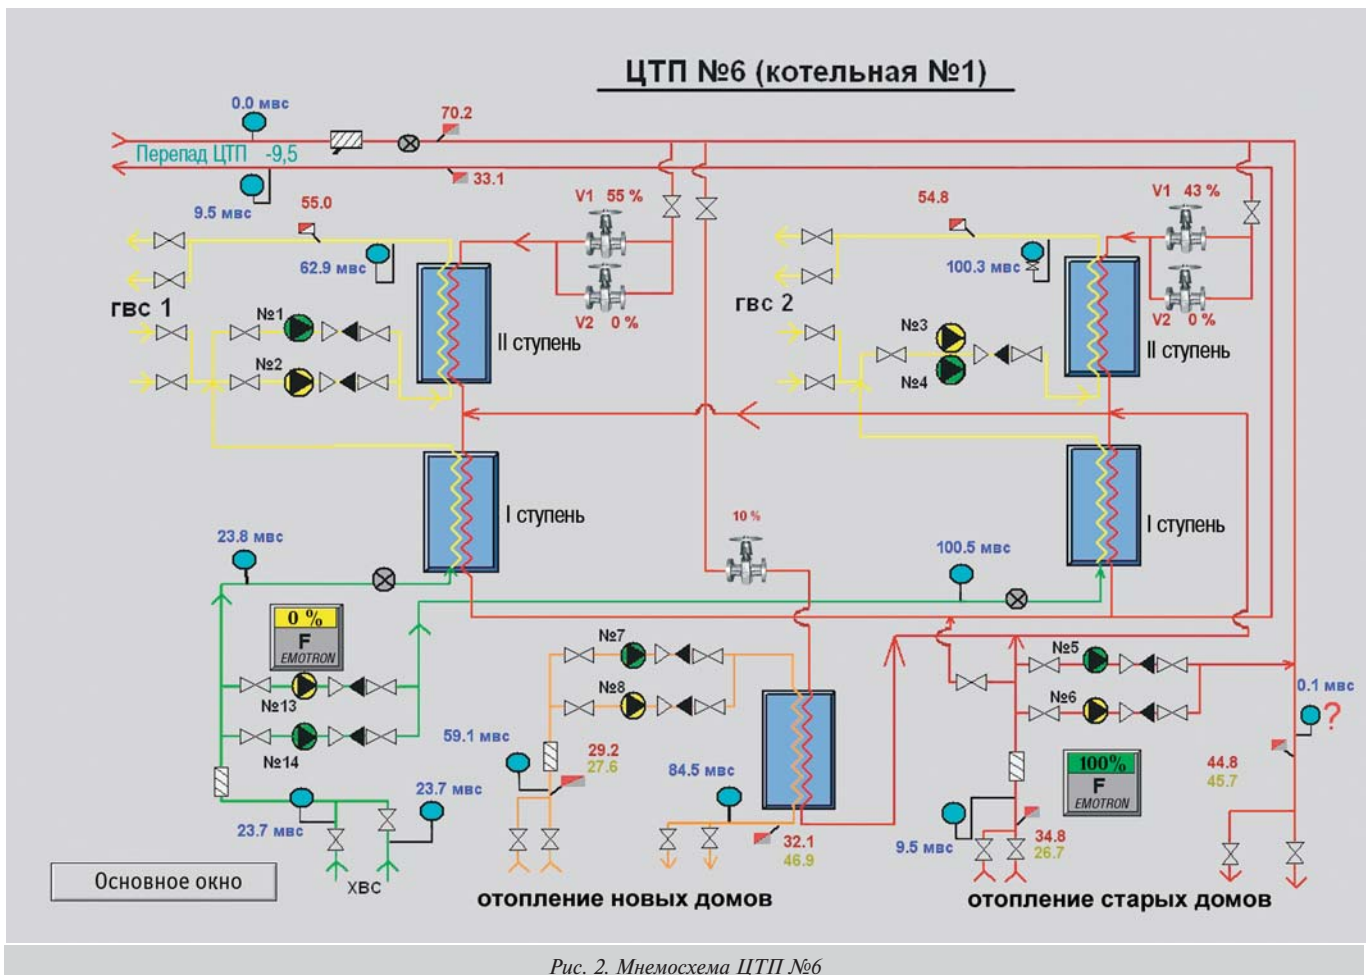 ЦТП №6 (котельная №1)
0.0 мвс
70.2
Перепад ЦТП -9,5
33.1
9.5 мвс
55.0
V1 55 %
54.8
V1 43 %
62.9 мвс
100.3 мвс
гвс 1
V2 0 %
гвс 2
V2 0 %
№1
№3
II ступень
II ступень
№2
№4
I ступень
10 %
I ступень
23.8 мвс
100.5 мвс
0 %
F
EMOTRON
№7
№5
№13
№8
№6
0.1 мвс
?
№14
59.1 мвс
29.2
27.6
84.5 мвс
100%
F
EMOTRON
44.8
45.7
23.7 мвс
23.7 мвс
32.1
46.9
9.5 мвс
34.8
26.7
Основное окно
ХВС
отопление новых домов
отопление старых домов
Рис. 2. Мнемосхема ЦТП №6